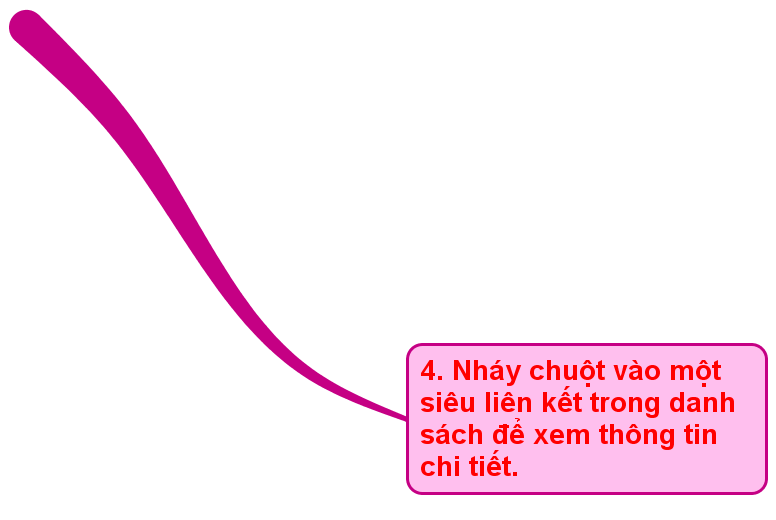 4. Nháy chuột vào một
siêu liên kết trong danh
sách để xem thông tin
chi tiết.